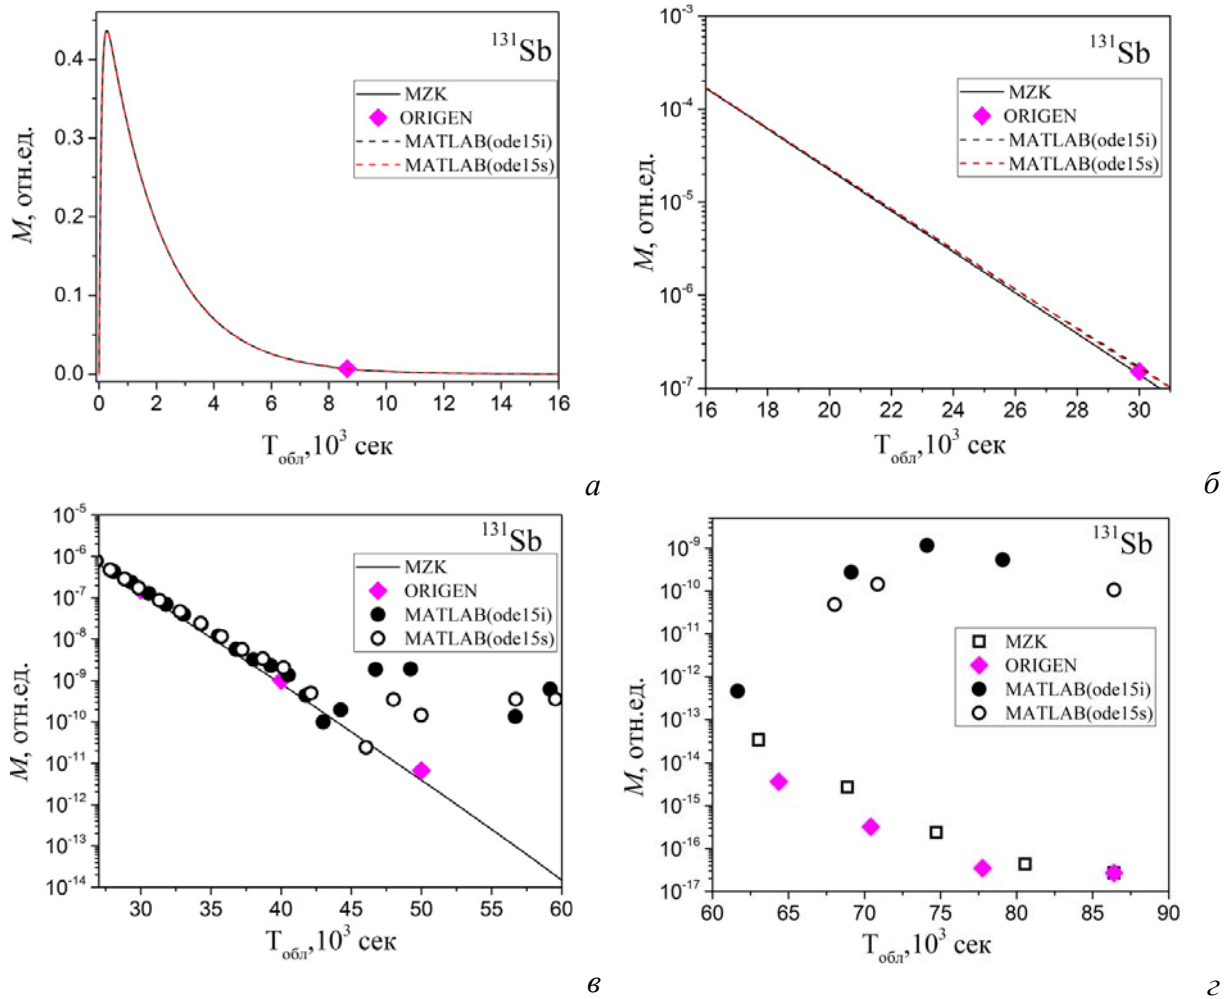 ¹³¹Sb
MZK
ORIGEN
MATLAB(ode15i)
MATLAB(ode15s)
M, отн.ед.
0.4
0.3
0.2
0.1
0.0
0 2 4 6 8 10 12 14 16
Tобл,10³ сек
а
¹³¹Sb
MZK
ORIGEN
MATLAB(ode15i)
MATLAB(ode15s)
M, отн.ед.
10⁻³
10⁻⁴
10⁻⁵
10⁻⁶
10⁻⁷
16 18 20 22 24 26 28 30
Tобл,10³ сек
б
¹³¹Sb
MZK
ORIGEN
MATLAB(ode15i)
MATLAB(ode15s)
M, отн.ед.
10⁻⁵
10⁻⁶
10⁻⁷
10⁻⁸
10⁻⁹
10⁻¹⁰
10⁻¹¹
10⁻¹²
10⁻¹³
10⁻¹⁴
30 35 40 45 50 55 60
Tобл,10³ сек
в
¹³¹Sb
MZK
ORIGEN
MATLAB(ode15i)
MATLAB(ode15s)
M, отн.ед.
10⁻⁹
10⁻¹⁰
10⁻¹¹
10⁻¹²
10⁻¹³
10⁻¹⁴
10⁻¹⁵
10⁻¹⁶
10⁻¹⁷
60 65 70 75 80 85 90
Tобл,10³ сек
г